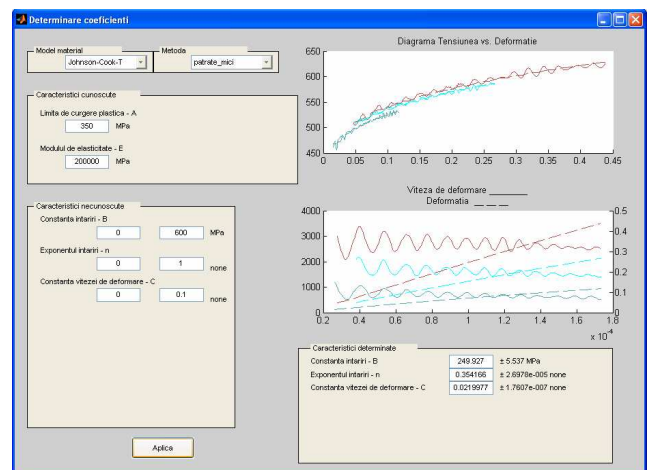 Determinare coeficienti
Model material
Johnson-Cook-T
Metoda
patrate_mici
Caracteristici cunoscute
Limita de curgere plastica - A
350 MPa
Modulul de elasticitate - E
200000 MPa
Caracteristici necunoscute
Constanta intariri - B
0 600 MPa
Exponentul intariri - n
0 1 none
Constanta vitezei de deformare - C
0 0.1 none
Aplica
Diagrama Tensiunea vs. Deformatie
650
600
550
500
450
0 0.05 0.1 0.15 0.2 0.25 0.3 0.35 0.4 0.45
Viteza de deformare
Deformatia
4000 0.5
3000 0.4
0.3
2000
0.2
1000 0.1
0 0
0.2 0.4 0.6 0.8 1 1.2 1.4 1.6 1.8
x 10-4
Caracteristici determinate
Constanta intariri - B 249.927 ± 5.537 MPa
Exponentul intariri - n 0.354166 ± 2.6978e-005 none
Constanta vitezei de deformare - C 0.0219977 ± 1.7607e-007 none